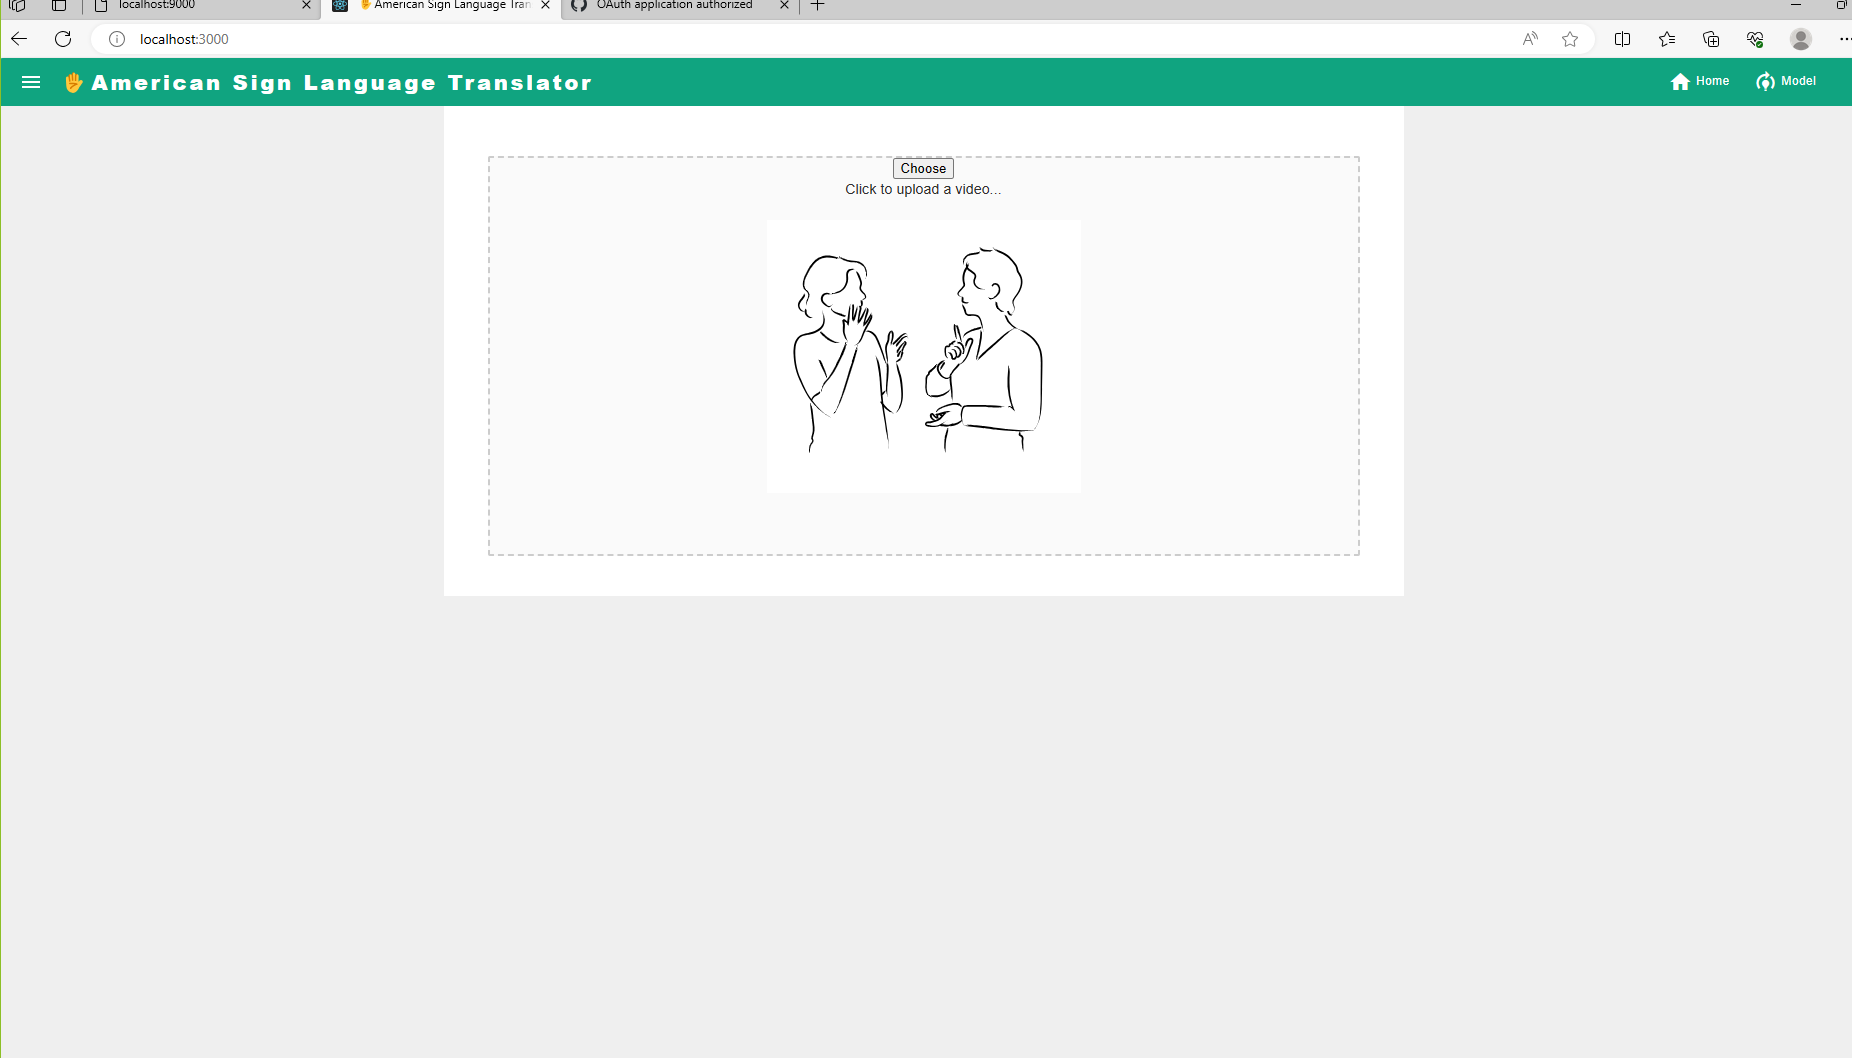 localhost:9000
American Sign Language Tran
OAuth application authorized
localhost:3000
American Sign Language Translator
Home
Model
Choose
Click to upload a video...